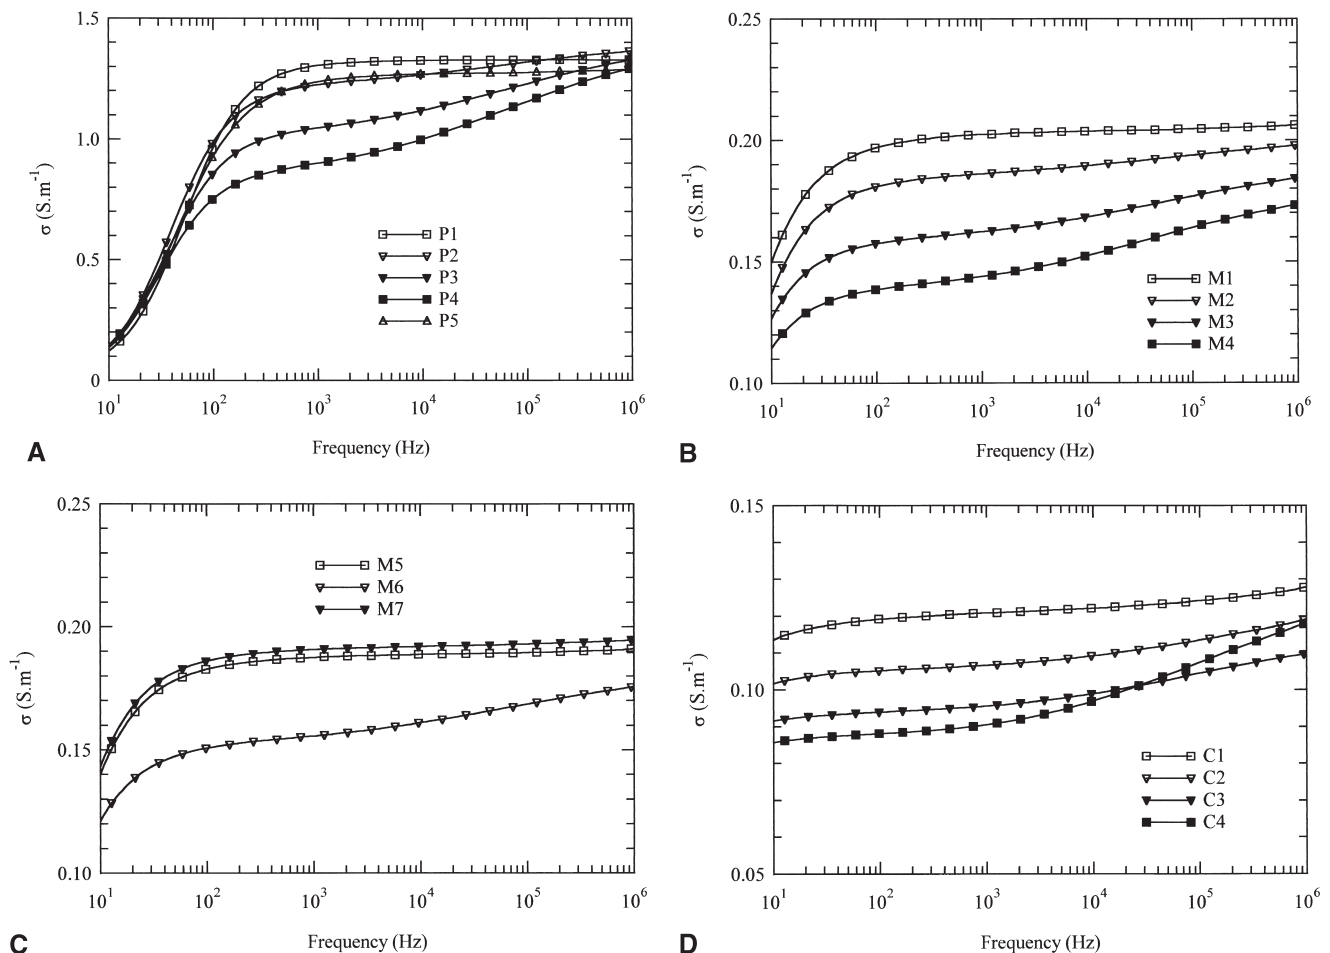 1.5
1.0
0.5
0
σ (S.m⁻¹)
P1
P2
P3
P4
P5
10¹ 10² 10³ 10⁴ 10⁵ 10⁶
Frequency (Hz)
A
0.25
0.20
0.15
0.10
σ (S.m⁻¹)
M1
M2
M3
M4
10¹ 10² 10³ 10⁴ 10⁵ 10⁶
Frequency (Hz)
B
0.25
0.20
0.15
0.10
σ (S.m⁻¹)
M5
M6
M7
10¹ 10² 10³ 10⁴ 10⁵ 10⁶
Frequency (Hz)
C
0.15
0.10
0.05
σ (S.m⁻¹)
C1
C2
C3
C4
10¹ 10² 10³ 10⁴ 10⁵ 10⁶
Frequency (Hz)
D